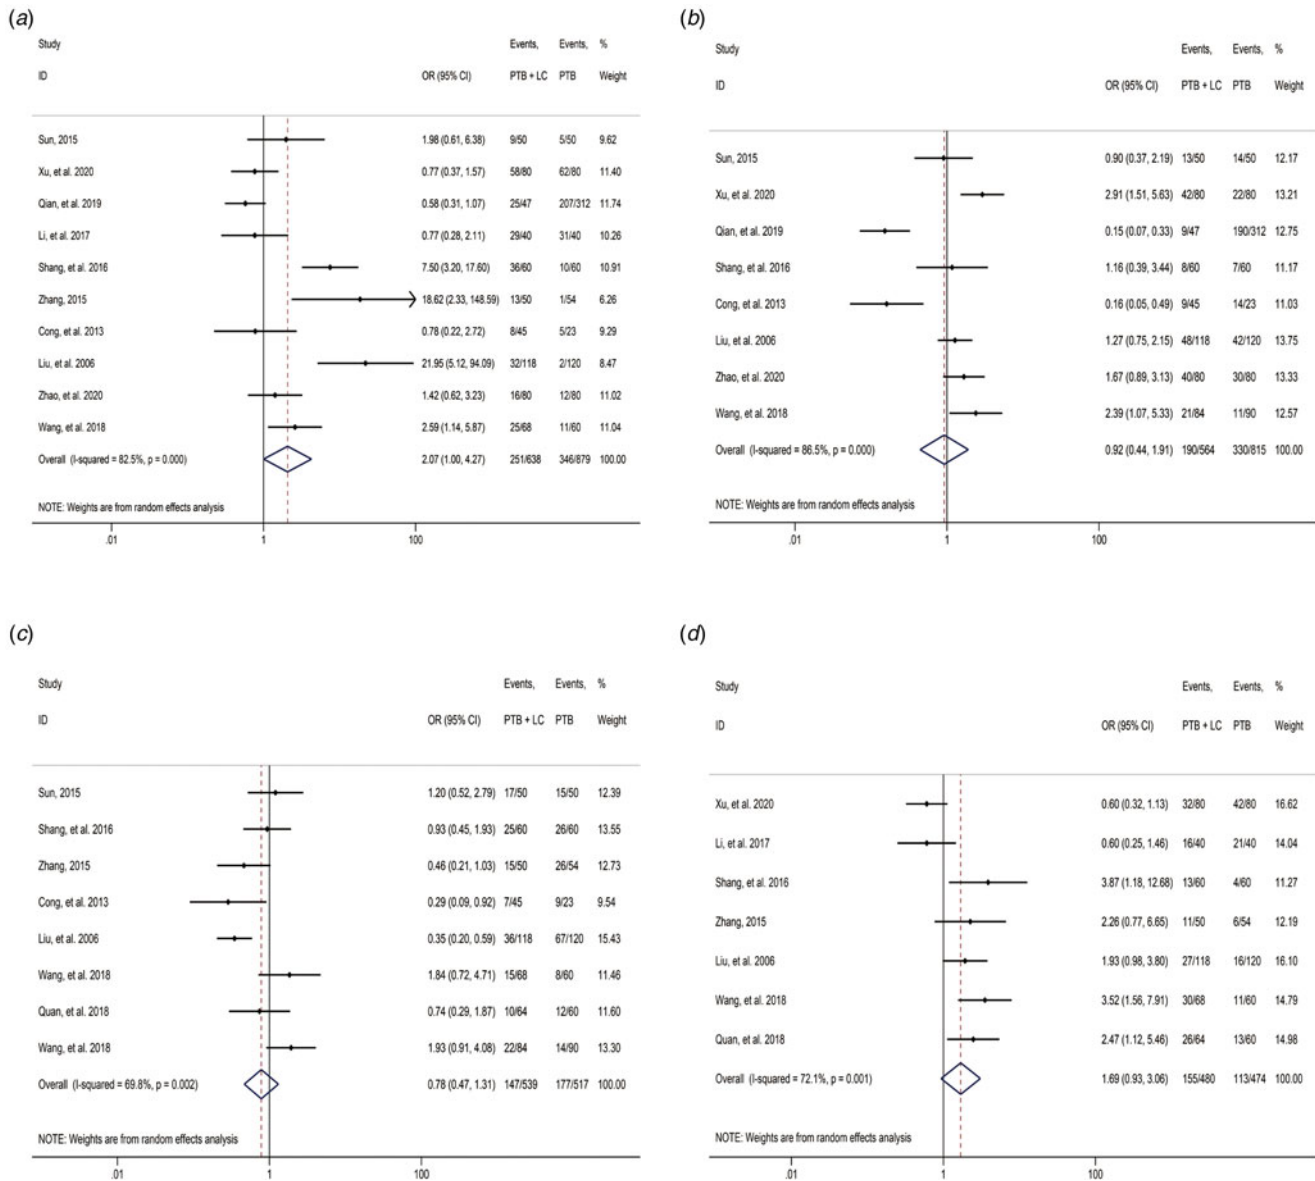 (a)
Study Events, Events, %
ID OR (95% CI) PTB + LC PTB Weight
Sun, 2015 1.98 (0.61, 6.38) 9/50 5/50 9.62
Xu, et al. 2020 0.77 (0.37, 1.57) 58/80 62/80 11.40
Qian, et al. 2019 0.58 (0.31, 1.07) 25/47 207/312 11.74
Li, et al. 2017 0.77 (0.28, 2.11) 29/40 31/40 10.26
Shang, et al. 2016 7.50 (3.20, 17.60) 36/60 10/60 10.91
Zhang, 2015 18.62 (2.33, 148.59) 13/50 1/54 6.26
Cong, et al. 2013 0.78 (0.22, 2.72) 8/45 5/23 9.29
Liu, et al. 2006 21.95 (5.12, 94.09) 32/118 2/120 8.47
Zhao, et al. 2020 1.42 (0.62, 3.23) 16/80 12/80 11.02
Wang, et al. 2018 2.59 (1.14, 5.87) 25/68 11/60 11.04
Overall (I-squared = 82.5%, p = 0.000) 2.07 (1.00, 4.27) 251/638 346/879 100.00
NOTE: Weights are from random effects analysis
.01 1 100
(b)
Study Events, Events, %
ID OR (95% CI) PTB + LC PTB Weight
Sun, 2015 0.90 (0.37, 2.19) 13/50 14/50 12.17
Xu, et al. 2020 2.91 (1.51, 5.63) 42/80 22/80 13.21
Qian, et al. 2019 0.15 (0.07, 0.33) 9/47 190/312 12.75
Shang, et al. 2016 1.16 (0.39, 3.44) 8/60 7/60 11.17
Cong, et al. 2013 0.16 (0.05, 0.49) 9/45 14/23 11.03
Liu, et al. 2006 1.27 (0.75, 2.15) 48/118 42/120 13.75
Zhao, et al. 2020 1.67 (0.89, 3.13) 40/80 30/80 13.33
Wang, et al. 2018 2.39 (1.07, 5.33) 21/84 11/90 12.57
Overall (I-squared = 86.5%, p = 0.000) 0.92 (0.44, 1.91) 190/564 330/815 100.00
NOTE: Weights are from random effects analysis
.01 1 100
(c)
Study Events, Events, %
ID OR (95% CI) PTB + LC PTB Weight
Sun, 2015 1.20 (0.52, 2.79) 17/50 15/50 12.39
Shang, et al. 2016 0.93 (0.45, 1.93) 25/60 26/60 13.55
Zhang, 2015 0.46 (0.21, 1.03) 15/50 26/54 12.73
Cong, et al. 2013 0.29 (0.09, 0.92) 7/45 9/23 9.54
Liu, et al. 2006 0.35 (0.20, 0.59) 36/118 67/120 15.43
Wang, et al. 2018 1.84 (0.72, 4.71) 15/68 8/60 11.46
Quan, et al. 2018 0.74 (0.29, 1.87) 10/64 12/60 11.60
Wang, et al. 2018 1.93 (0.91, 4.08) 22/84 14/90 13.30
Overall (I-squared = 69.8%, p = 0.002) 0.78 (0.47, 1.31) 147/539 177/517 100.00
NOTE: Weights are from random effects analysis
.01 1 100
(d)
Study Events, Events, %
ID OR (95% CI) PTB + LC PTB Weight
Xu, et al. 2020 0.60 (0.32, 1.13) 32/80 42/80 16.62
Li, et al. 2017 0.60 (0.25, 1.46) 16/40 21/40 14.04
Shang, et al. 2016 3.87 (1.18, 12.68) 13/60 4/60 11.27
Zhang, 2015 2.26 (0.77, 6.65) 11/50 6/54 12.19
Liu, et al. 2006 1.93 (0.98, 3.80) 27/118 16/120 16.10
Wang, et al. 2018 3.52 (1.56, 7.91) 30/68 11/60 14.79
Quan, et al. 2018 2.47 (1.12, 5.46) 26/64 13/60 14.98
Overall (I-squared = 72.1%, p = 0.001) 1.69 (0.93, 3.06) 155/480 113/474 100.00
NOTE: Weights are from random effects analysis
.01 1 100